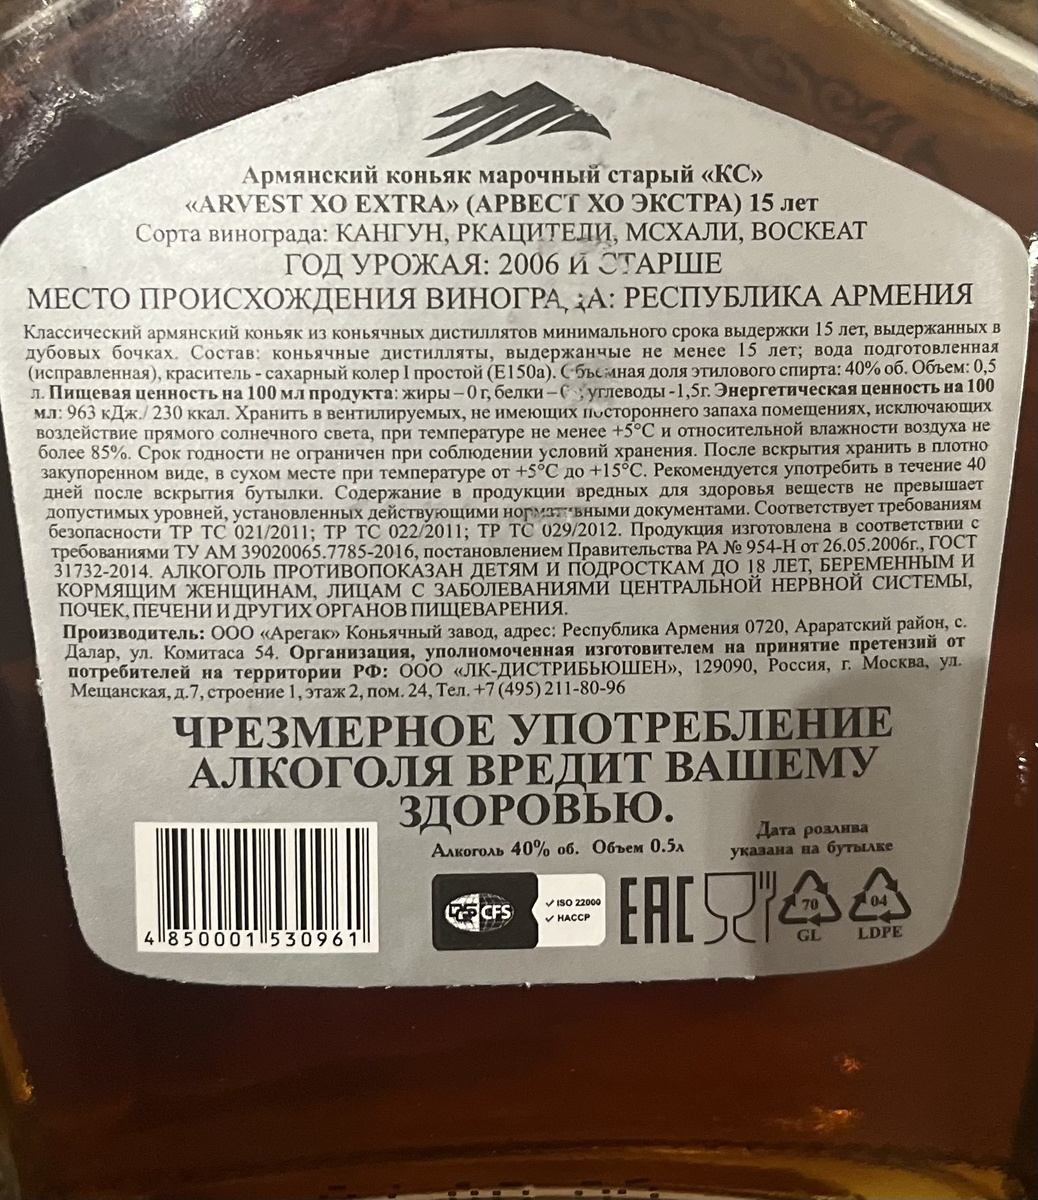 Армянский коньяк марочный старый «КС»
«ARVEST XO EXTRA» (АРВЕСТ ХО ЭКСТРА) 15 лет
Сорта винограда: КАНГУН, РКАЦИТЕЛИ, МСХАЛИ, ВОСКЕАТ
ГОД УРОЖАЯ: 2006 И СТАРШЕ
МЕСТО ПРОИСХОЖДЕНИЯ ВИНОГРАДА: РЕСПУБЛИКА АРМЕНИЯ
Классический армянский коньяк из коньячных дистиллятов минимального срока выдержки 15 лет, выдержанных в
дубовых бочках. Состав: коньячные дистилляты, выдержанные не менее 15 лет; вода подготовленная
(исправленная), краситель - сахарный колер I простой (Е150а). Объемная доля этилового спирта: 40% об. Объем: 0,5
л. Пищевая ценность на 100 мл продукта: жиры – 0 г, белки – углеводы -1,5г. Энергетическая ценность на 100
мл: 963 кДж./ 230 ккал. Хранить в вентилируемых, не имеющих постороннего запаха помещениях, исключающих
воздействие прямого солнечного света, при температуре не менее +5°С и относительной влажности воздуха не
более 85%. Срок годности не ограничен при соблюдении условий хранения. После вскрытия хранить в плотно
закупоренном виде, в сухом месте при температуре от +5°С до +15°С. Рекомендуется употребить в течение 40
дней после вскрытия бутылки. Содержание в продукции вредных для здоровья веществ не превышает
допустимых уровней, установленных действующими нормативными документами. Соответствует требованиям
безопасности ТР ТС 021/2011; ТР ТС 022/2011; ТР ТС 029/2012. Продукция изготовлена в соответствии с
требованиями ТУ АМ 39020065.7785-2016, постановлением Правительства РА № 954-Н от 26.05.2006г., ГОСТ
31732-2014. АЛКОГОЛЬ ПРОТИВОПОКАЗАН ДЕТЯМ И ПОДРОСТКАМ ДО 18 ЛЕТ, БЕРЕМЕННЫМ И
КОРМЯЩИМ ЖЕНЩИНАМ, ЛИЦАМ С ЗАБОЛЕВАНИЯМИ ЦЕНТРАЛЬНОЙ НЕРВНОЙ СИСТЕМЫ,
ПОЧЕК, ПЕЧЕНИ И ДРУГИХ ОРГАНОВ ПИЩЕВАРЕНИЯ.
Производитель: ООО «Арегак» Коньячный завод, адрес: Республика Армения 0720, Араратский район, с.
Далар, ул. Комитаса 54. Организация, уполномоченная изготовителем на принятие претензий от
потребителей на территории РФ: ООО «ЛК-ДИСТРИБЬЮШЕН», 129090, Россия, г. Москва, ул.
Мещанская, д.7, строение 1, этаж 2, пом. 24, Тел. +7 (495) 211-80-96
ЧРЕЗМЕРНОЕ УПОТРЕБЛЕНИЕ
АЛКОГОЛЯ ВРЕДИТ ВАШЕМУ
ЗДОРОВЬЮ.
Алкоголь 40% об. Объем 0.5л
Дата розлива
указана на бутылке
4 850001 530961
CFS
✓ ISO 22000
✓ HACCP
EAC
70
GL
04
LDPE